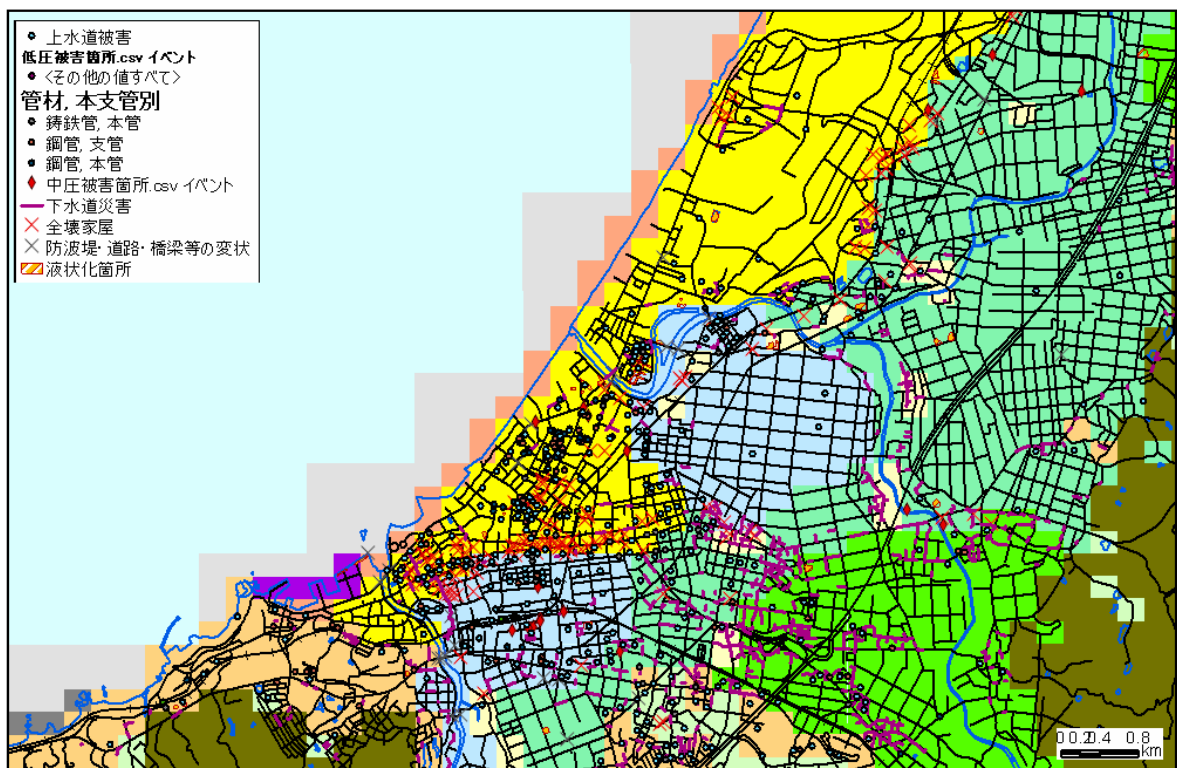 上水道被害
低圧被害箇所.csv イベント
<その他の値すべて>
管材, 本支管別
鋳鉄管, 本管
鋼管, 支管
鋼管, 本管
中圧被害箇所.csv イベント
下水道災害
全壊家屋
防波堤・道路・橋梁等の変状
液状化箇所
0 0.2 0.4 0.8
km